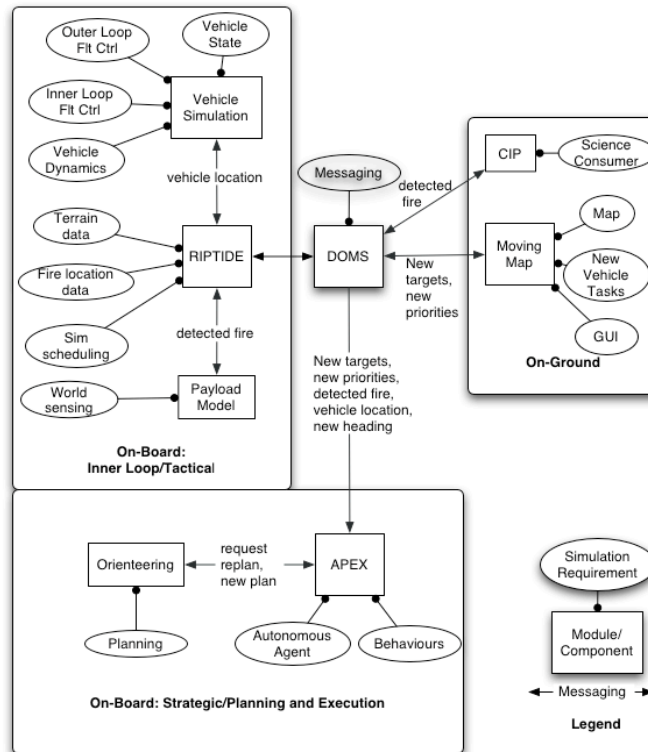 Outer Loop
Flt Ctrl
Vehicle
State
Inner Loop
Flt Ctrl
Vehicle
Simulation
Vehicle
Dynamics
vehicle location
Terrain
data
Fire location
data
RIPTIDE
Sim
scheduling
detected fire
World
sensing
Payload
Model
On-Board:
Inner Loop/Tactical
Messaging
DOMS
detected
fire
CIP
Science
Consumer
Moving
Map
Map
New
Vehicle
Tasks
GUI
On-Ground
New
targets,
new
priorities
New targets,
new priorities,
detected fire,
vehicle location,
new heading
Orienteering
request
replan,
new plan
APEX
Planning
Autonomous
Agent
Behaviours
On-Board: Strategic/Planning and Execution
Simulation
Requirement
Module/
Component
Messaging
Legend